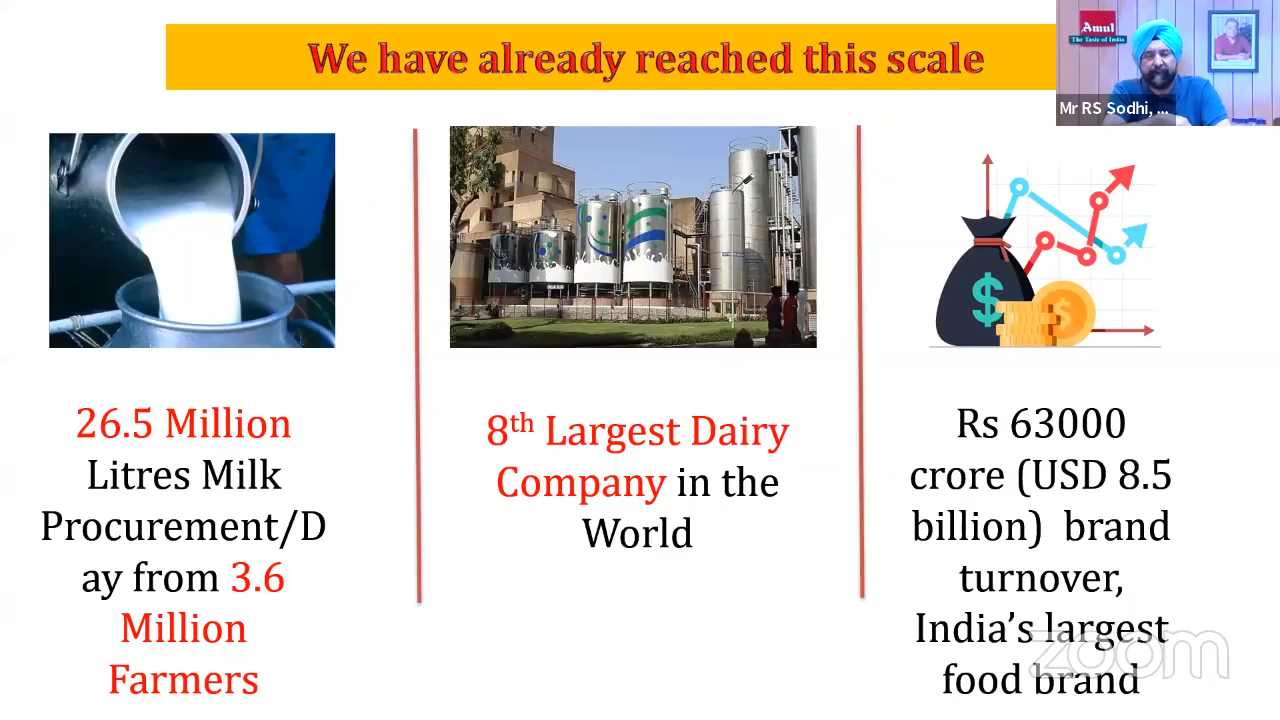 We have already reached this scale
Amul
The Taste of India
Mr RS Sodhi, ...
26.5 Million
Litres Milk
Procurement/D
ay from 3.6
Million
Farmers
8th Largest Dairy
Company in the
World
$
$
Rs 63000
crore (USD 8.5
billion) brand
turnover,
India’s largest
food brand
zoom